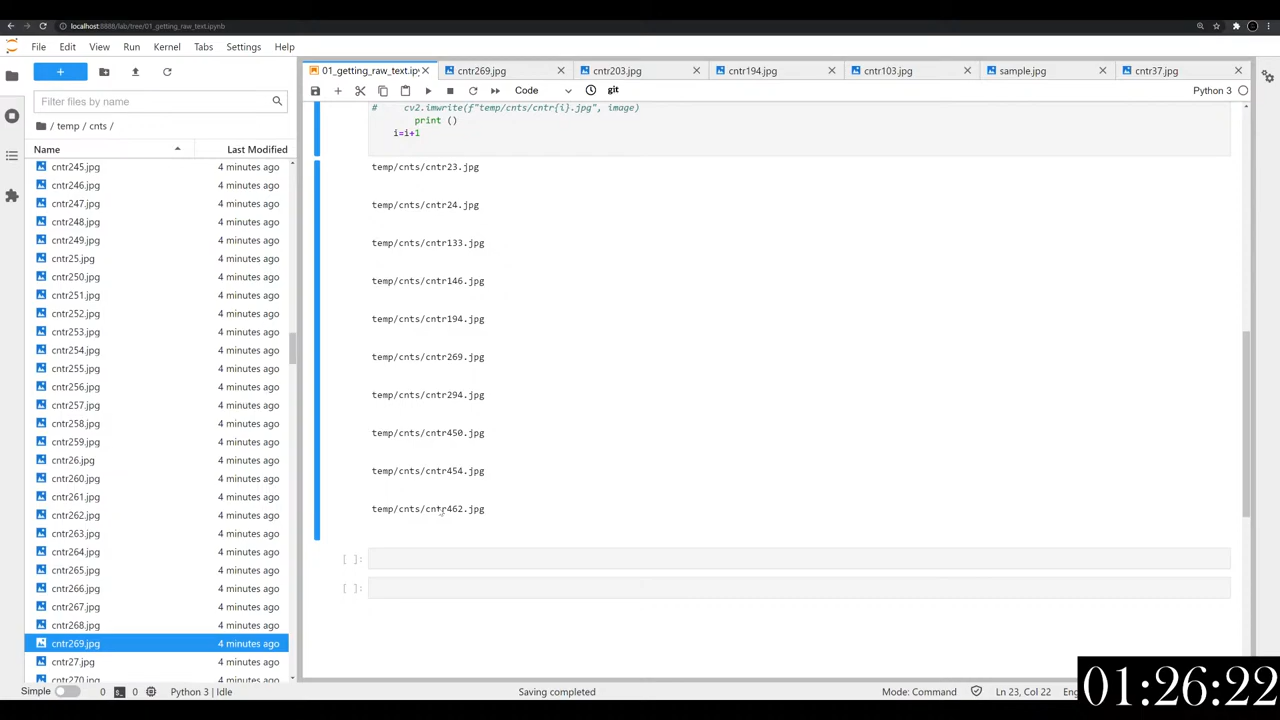 localhost:8888/lab/tree/01_getting_raw_text.ipynb
File Edit View Run Kernel Tabs Settings Help
01_getting_raw_text.ipy cntr269.jpg cntr203.jpg cntr194.jpg cntr103.jpg sample.jpg cntr37.jpg
Filter files by name
Code git Python 3
/ temp / cnts /
Name Last Modified
cntr245.jpg 4 minutes ago
cntr246.jpg 4 minutes ago
cntr247.jpg 4 minutes ago
cntr248.jpg 4 minutes ago
cntr249.jpg 4 minutes ago
cntr25.jpg 4 minutes ago
cntr250.jpg 4 minutes ago
cntr251.jpg 4 minutes ago
cntr252.jpg 4 minutes ago
cntr253.jpg 4 minutes ago
cntr254.jpg 4 minutes ago
cntr255.jpg 4 minutes ago
cntr256.jpg 4 minutes ago
cntr257.jpg 4 minutes ago
cntr258.jpg 4 minutes ago
cntr259.jpg 4 minutes ago
cntr26.jpg 4 minutes ago
cntr260.jpg 4 minutes ago
cntr261.jpg 4 minutes ago
cntr262.jpg 4 minutes ago
cntr263.jpg 4 minutes ago
cntr264.jpg 4 minutes ago
cntr265.jpg 4 minutes ago
cntr266.jpg 4 minutes ago
cntr267.jpg 4 minutes ago
cntr268.jpg 4 minutes ago
cntr269.jpg 4 minutes ago
cntr27.jpg 4 minutes ago
cntr270.jpg 4 minutes ago
# cv2.imwrite(f"temp/cnts/cntr{i}.jpg", image)
print ()
i=i+1
temp/cnts/cntr23.jpg
temp/cnts/cntr24.jpg
temp/cnts/cntr133.jpg
temp/cnts/cntr146.jpg
temp/cnts/cntr194.jpg
temp/cnts/cntr269.jpg
temp/cnts/cntr294.jpg
temp/cnts/cntr450.jpg
temp/cnts/cntr454.jpg
temp/cnts/cntr462.jpg
[ ]:
[ ]:
Simple 0 0 Python 3 | Idle Saving completed Mode: Command Ln 23, Col 22 Eng
01:26:22